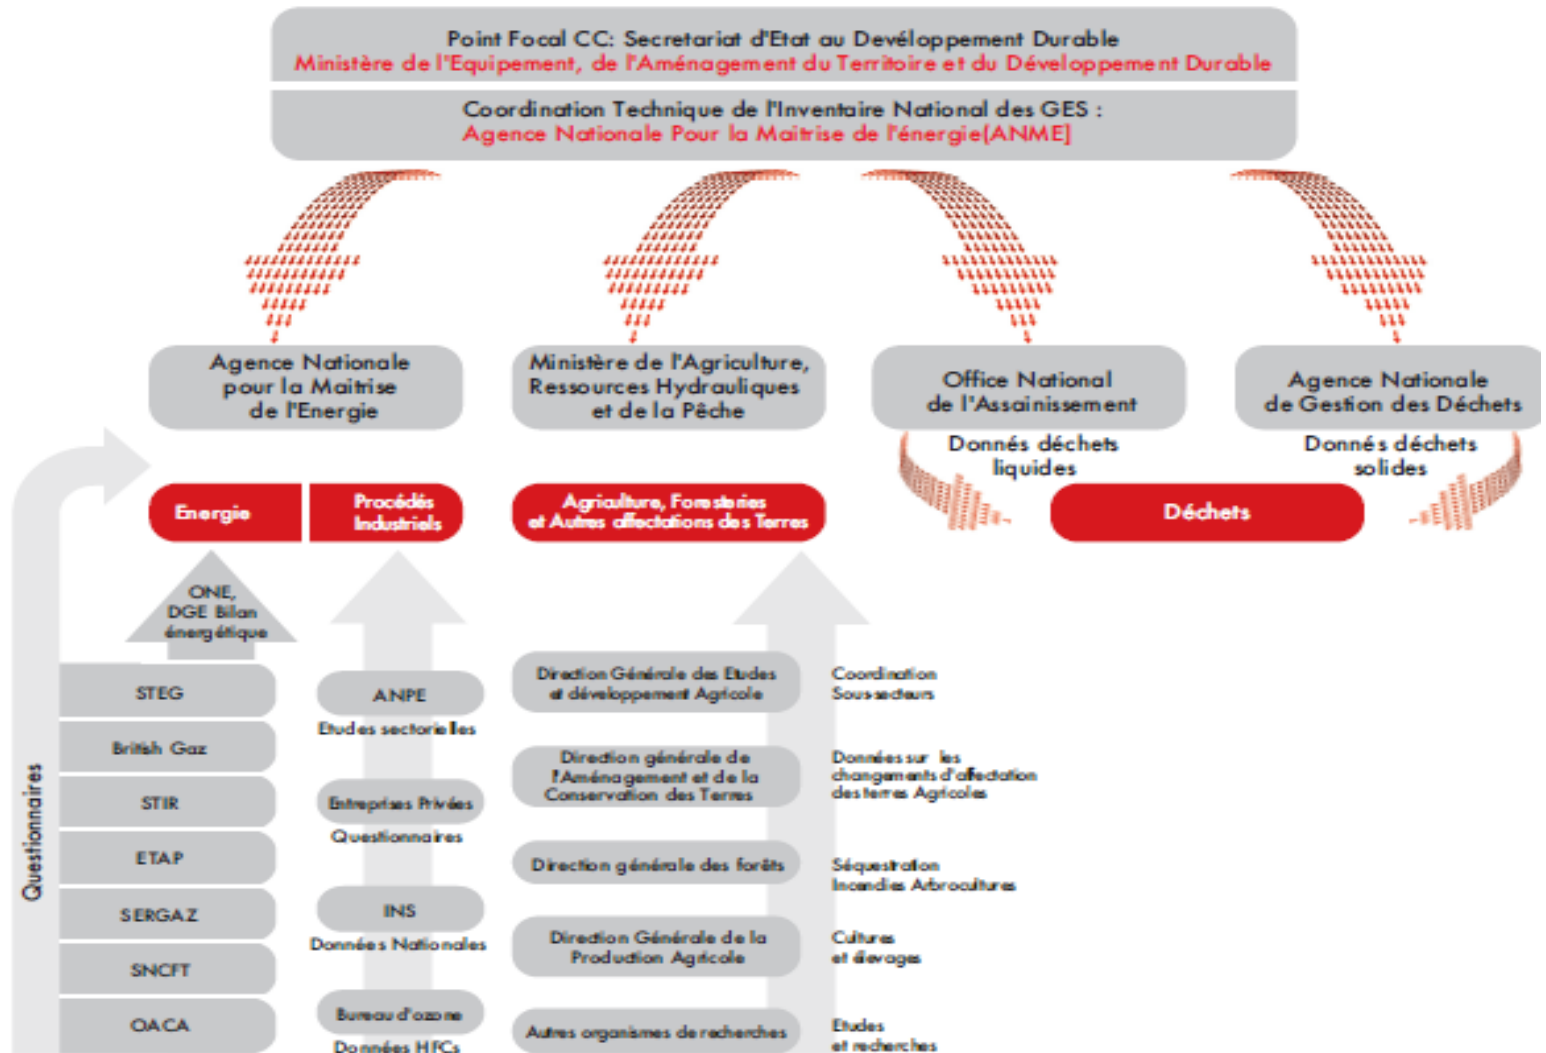 Point Focal CC: Secretariat d'Etat au Devéloppement Durable
Ministère de l'Equipement, de l'Aménagement du Territoire et du Développement Durable
Coordination Technique de l'Inventaire National des GES :
Agence Nationale Pour la Maitrise de l'énergie[ANME]
Agence Nationale
pour la Maitrise
de l'Energie
Ministère de l'Agriculture,
Ressources Hydrauliques
et de la Pêche
Office National
de l'Assainissement
Agence Nationale
de Gestion des Déchets
Donnés déchets
liquides
Donnés déchets
solides
Energie
Procédés
Industriels
Agriculture, Foresteries
et Autres affectations des Terres
Déchets
ONE,
DGE Bilan
énergétique
Questionnaires
STEG
British Gaz
STIR
ETAP
SERGAZ
SNCFT
OACA
ANPE
Etudes sectorielles
Entreprises Privées
Questionnaires
INS
Données Nationales
Bureau d'ozone
Données HFCs
Direction Générale des Etudes
et développement Agricole
Coordination
Sous-secteurs
Direction générale de
l'Aménagement et de la
Conservation des Terres
Données sur les
changements d'affectation
des terres Agricoles
Direction générale des forêts
Séquestration
Incendies Arbrocultures
Direction Générale de la
Production Agricole
Cultures
et élevages
Autres organismes de recherches
Etudes
et recherches